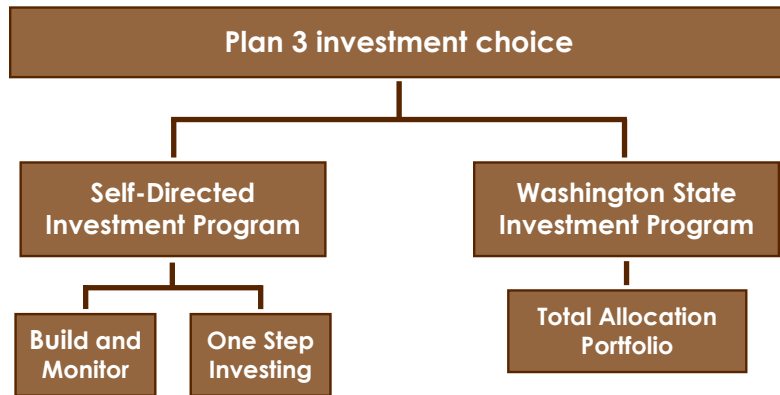 Plan 3 investment choice
Self-Directed
Investment Program
Washington State
Investment Program
Build and
Monitor
One Step
Investing
Total Allocation
Portfolio